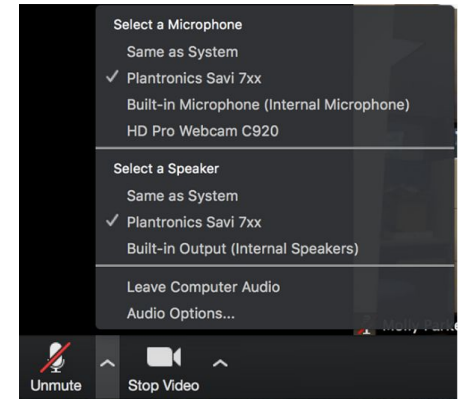 Select a Microphone
Same as System
Plantronics Savi 7xx
Built-in Microphone (Internal Microphone)
HD Pro Webcam C920
Select a Speaker
Same as System
Plantronics Savi 7xx
Built-in Output (Internal Speakers)
Leave Computer Audio
Audio Options...
Molly Parke
Unmute
Stop Video